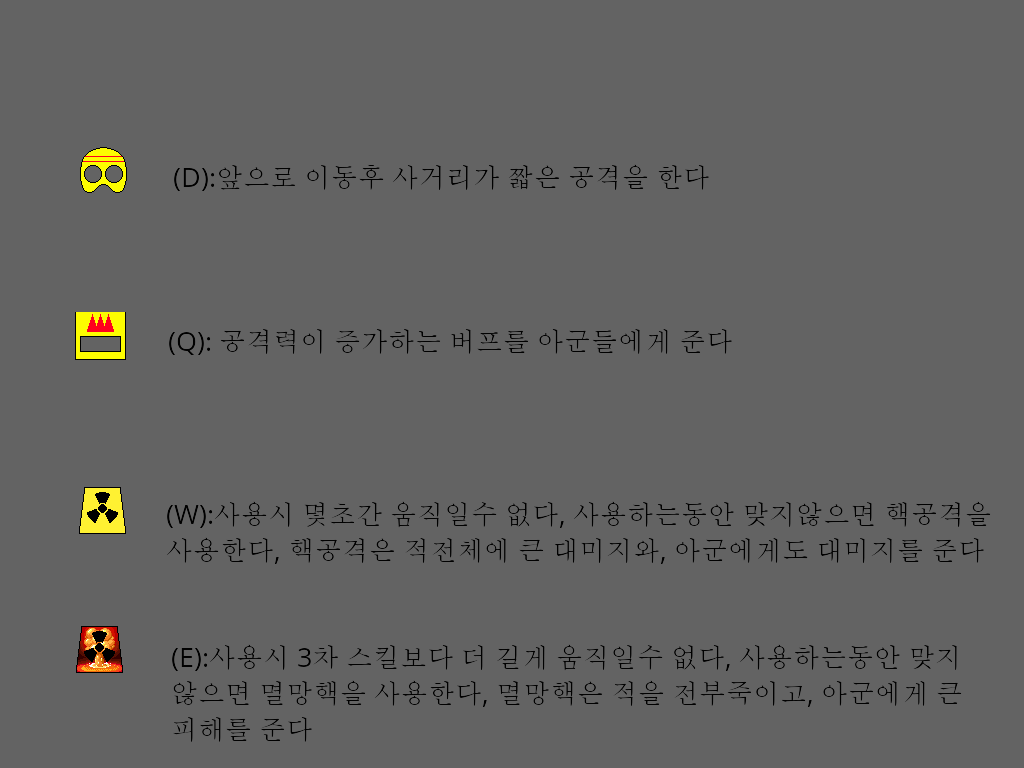 (D):앞으로 이동후 사거리가 짧은 공격을 한다
(Q): 공격력이 증가하는 버프를 아군들에게 준다
(W):사용시 몇초간 움직일수 없다, 사용하는동안 맞지않으면 핵공격을
사용한다, 핵공격은 적전체에 큰 대미지와, 아군에게도 대미지를 준다
(E):사용시 3차 스킬보다 더 길게 움직일수 없다, 사용하는동안 맞지
않으면 멸망핵을 사용한다, 멸망핵은 적을 전부죽이고, 아군에게 큰
피해를 준다